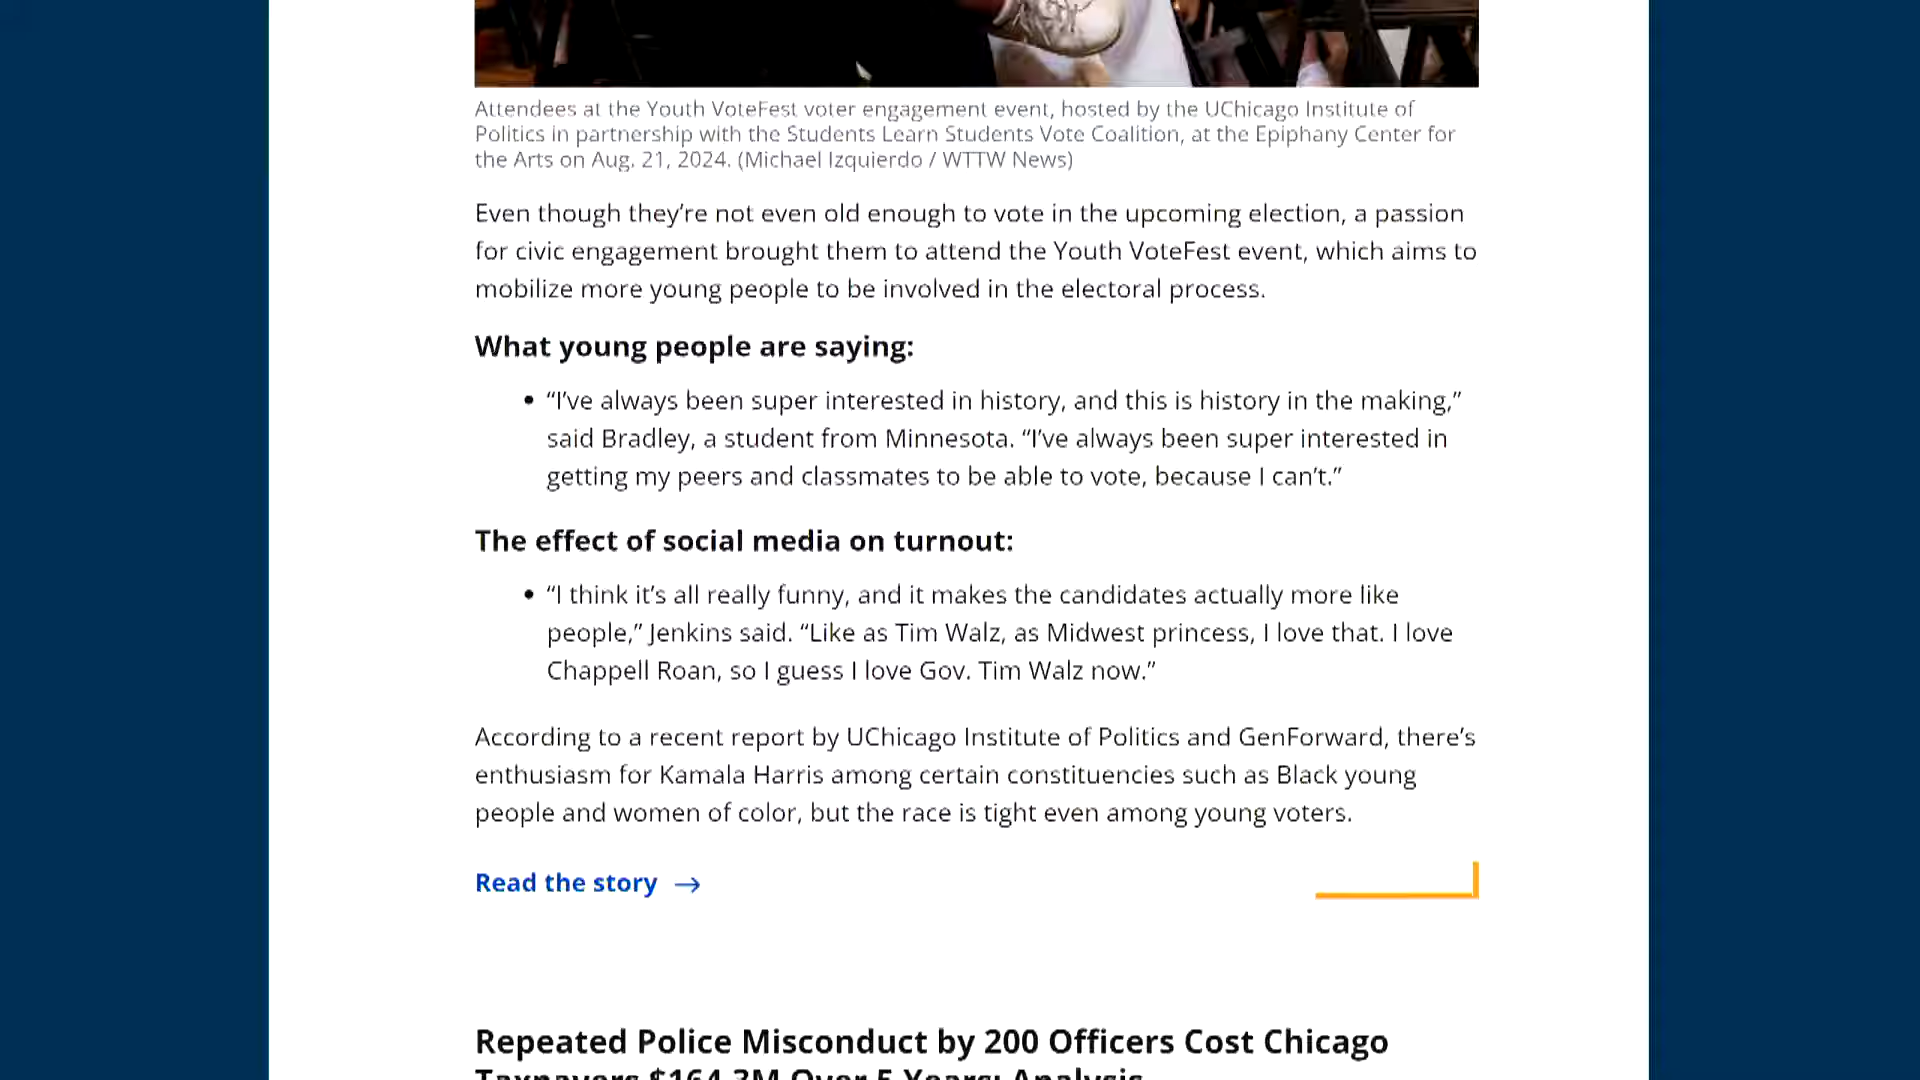 Attendees at the Youth VoteFest voter engagement event, hosted by the UChicago Institute of
Politics in partnership with the Students Learn Students Vote Coalition, at the Epiphany Center for
the Arts on Aug. 21, 2024. (Michael Izquierdo / WTTW News)
Even though they’re not even old enough to vote in the upcoming election, a passion
for civic engagement brought them to attend the Youth VoteFest event, which aims to
mobilize more young people to be involved in the electoral process.
What young people are saying:
• “I’ve always been super interested in history, and this is history in the making,”
said Bradley, a student from Minnesota. “I’ve always been super interested in
getting my peers and classmates to be able to vote, because I can’t.”
The effect of social media on turnout:
• “I think it’s all really funny, and it makes the candidates actually more like
people,” Jenkins said. “Like as Tim Walz, as Midwest princess, I love that. I love
Chappell Roan, so I guess I love Gov. Tim Walz now.”
According to a recent report by UChicago Institute of Politics and GenForward, there’s
enthusiasm for Kamala Harris among certain constituencies such as Black young
people and women of color, but the race is tight even among young voters.
Read the story →
Repeated Police Misconduct by 200 Officers Cost Chicago
Taxpayers $164.3M Over 5 Years: Analysis